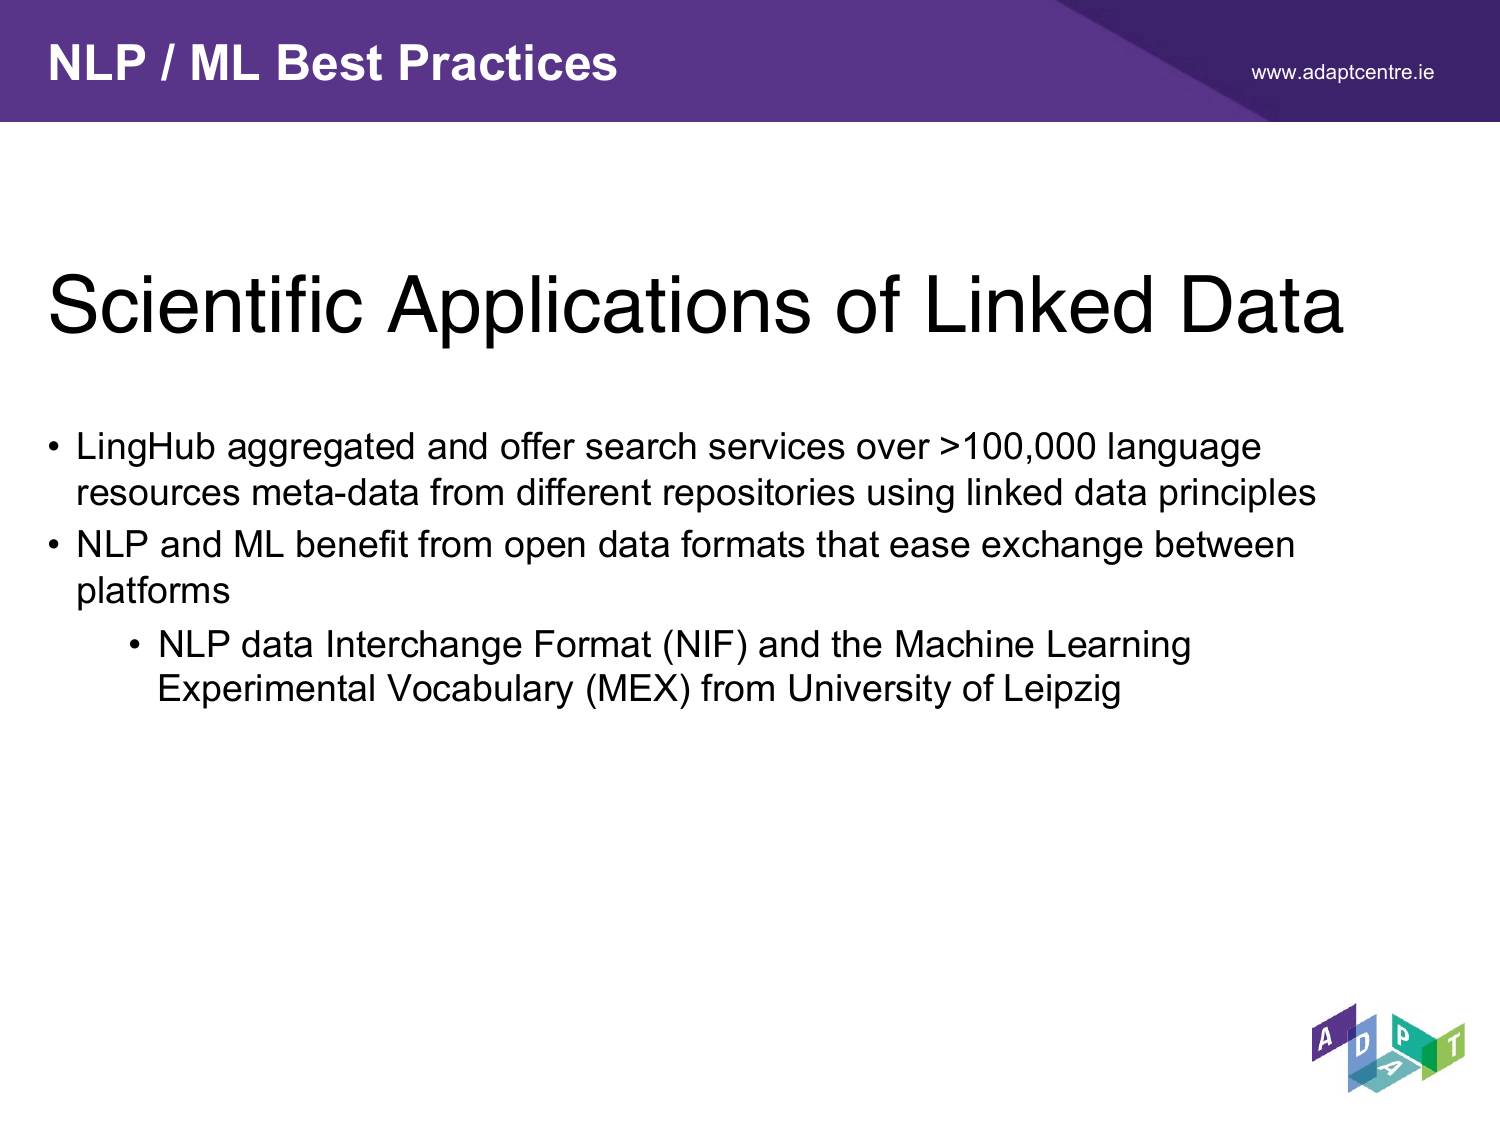 NLP / ML Best Practices
www.adaptcentre.ie
Scientific Applications of Linked Data
• LingHub aggregated and offer search services over >100,000 language
resources meta-data from different repositories using linked data principles
• NLP and ML benefit from open data formats that ease exchange between
platforms
• NLP data Interchange Format (NIF) and the Machine Learning
Experimental Vocabulary (MEX) from University of Leipzig
ADAPT